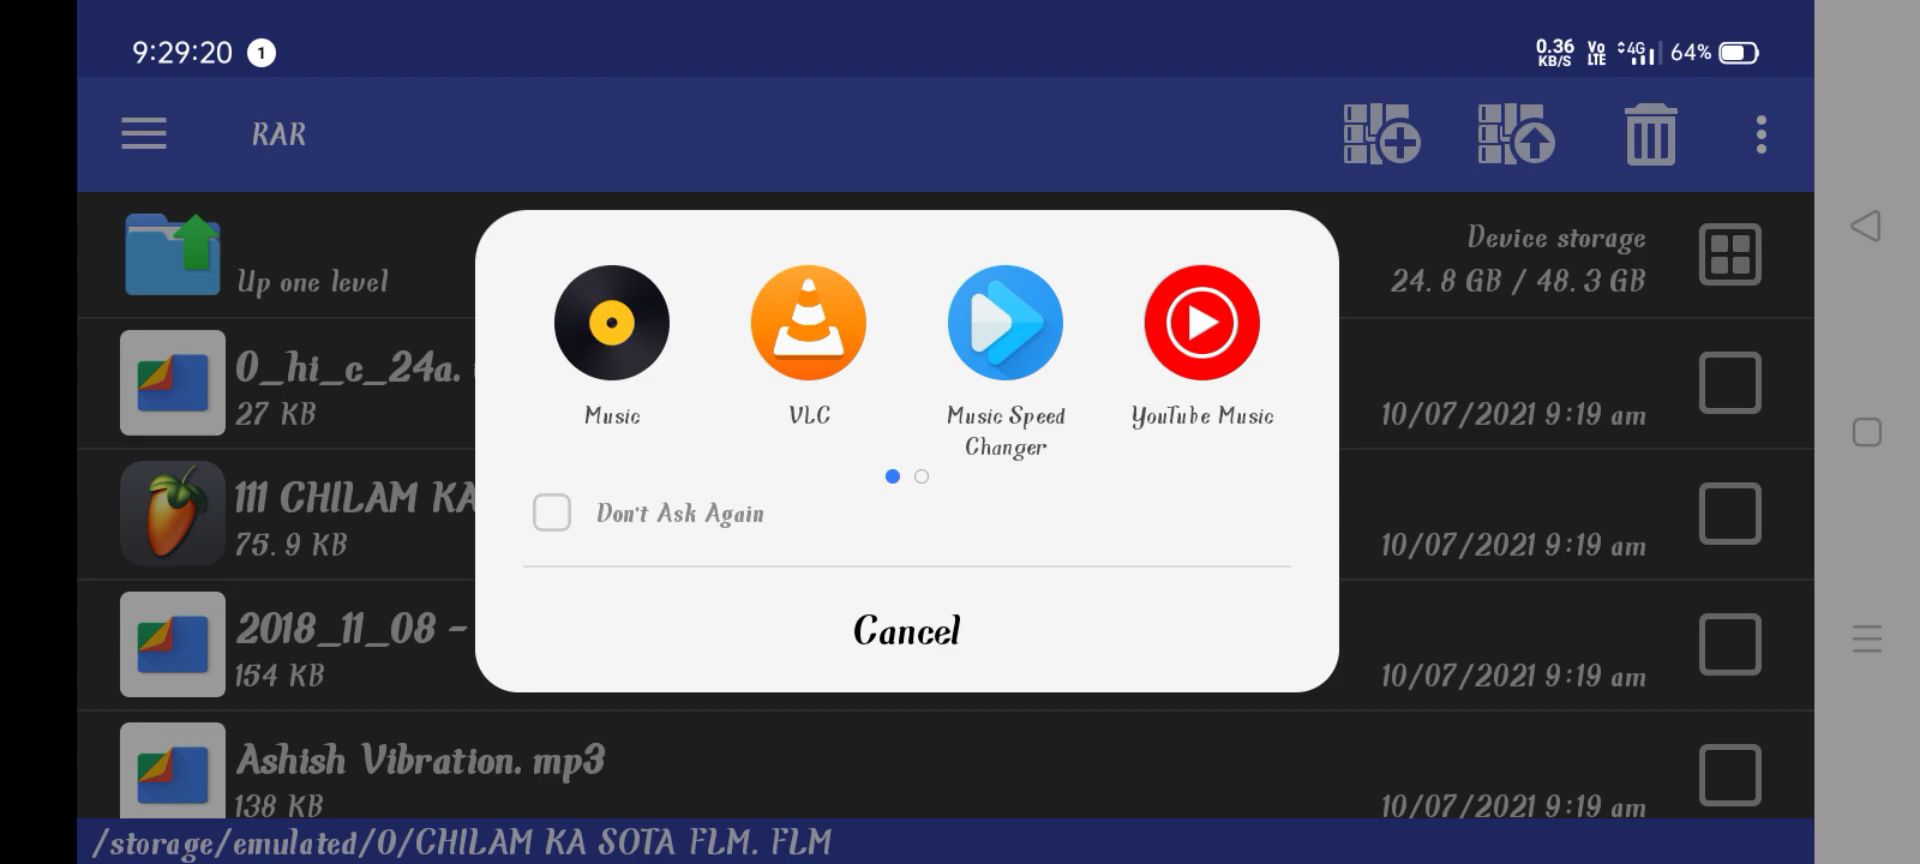 9:29:20 1
0.36 KB/S Vo LTE 4G 64%
RAR
Up one level
Device storage
24.8 GB / 48.3 GB
0_hi_c_24a.
27 KB
10/07/2021 9:19 am
111 CHILAM KA
75.9 KB
10/07/2021 9:19 am
2018_11_08 -
154 KB
10/07/2021 9:19 am
Ashish Vibration. mp3
138 KB
10/07/2021 9:19 am
Music
VLC
Music Speed
Changer
YouTube Music
Don't Ask Again
Cancel
/storage/emulated/0/CHILAM KA SOTA FLM. FLM